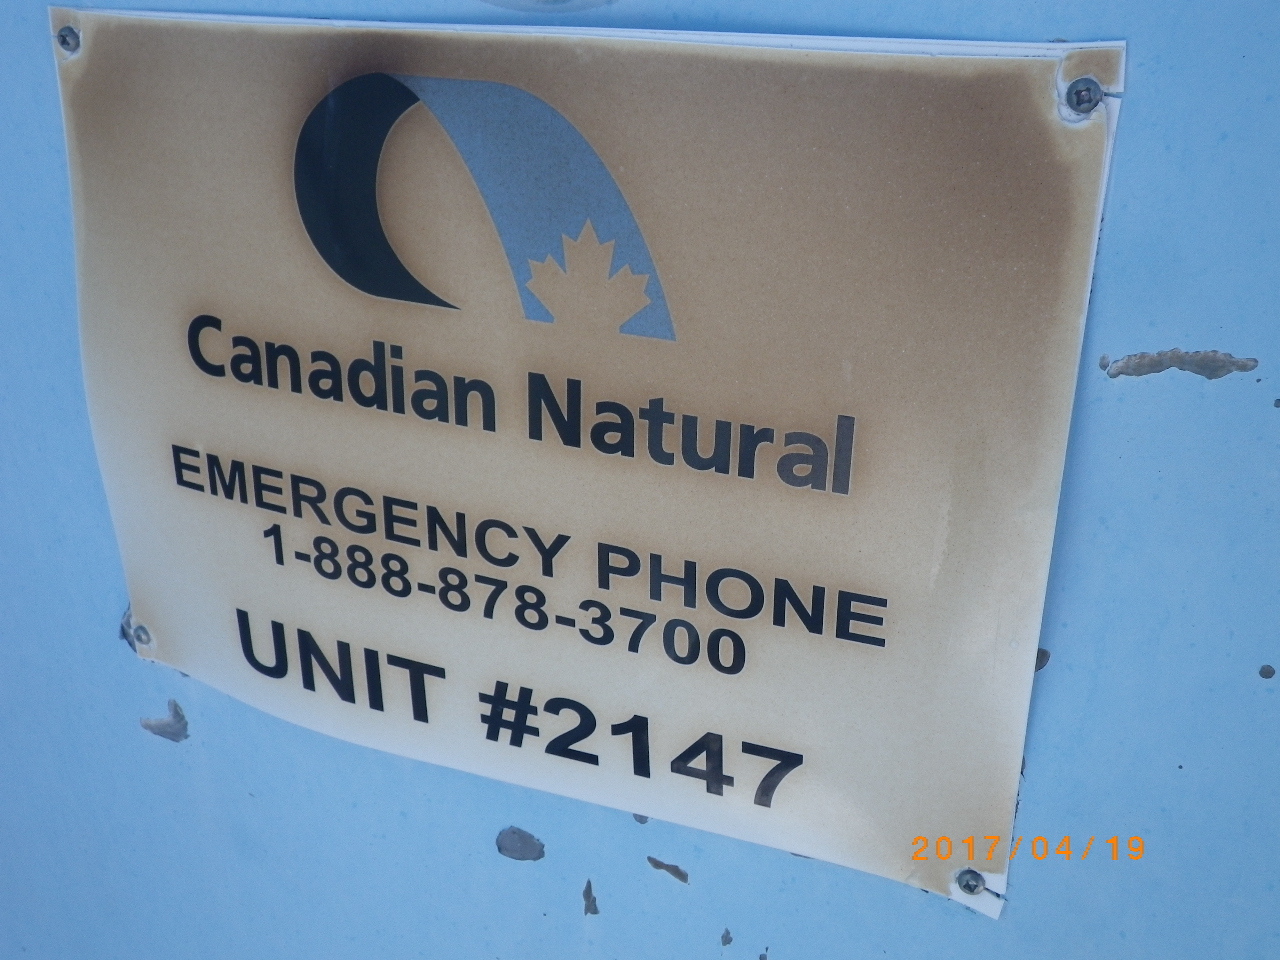 Canadian Natural
EMERGENCY PHONE
1-888-878-3700
UNIT #2147
2017/04/19